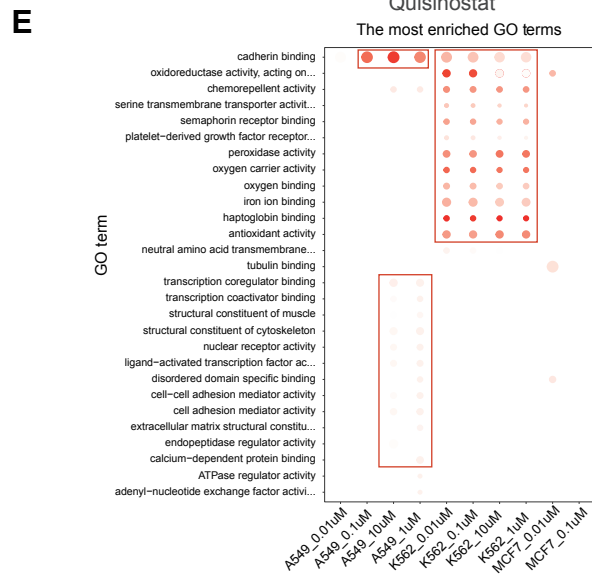 Quisinostat
E
The most enriched GO terms
cadherin binding
oxidoreductase activity, acting on...
chemorepellent activity
serine transmembrane transporter activit...
semaphorin receptor binding
platelet−derived growth factor receptor...
peroxidase activity
oxygen carrier activity
oxygen binding
iron ion binding
haptoglobin binding
antioxidant activity
neutral amino acid transmembrane...
tubulin binding
transcription coregulator binding
transcription coactivator binding
structural constituent of muscle
structural constituent of cytoskeleton
nuclear receptor activity
ligand−activated transcription factor ac...
disordered domain specific binding
cell−cell adhesion mediator activity
cell adhesion mediator activity
extracellular matrix structural constitu...
endopeptidase regulator activity
calcium−dependent protein binding
ATPase regulator activity
adenyl−nucleotide exchange factor activi...
GO term
A549_0.01uM
A549_0.1uM
A549_10uM
A549_1uM
K562_0.01uM
K562_0.1uM
K562_10uM
K562_1uM
MCF7_0.01uM
MCF7_0.1uM